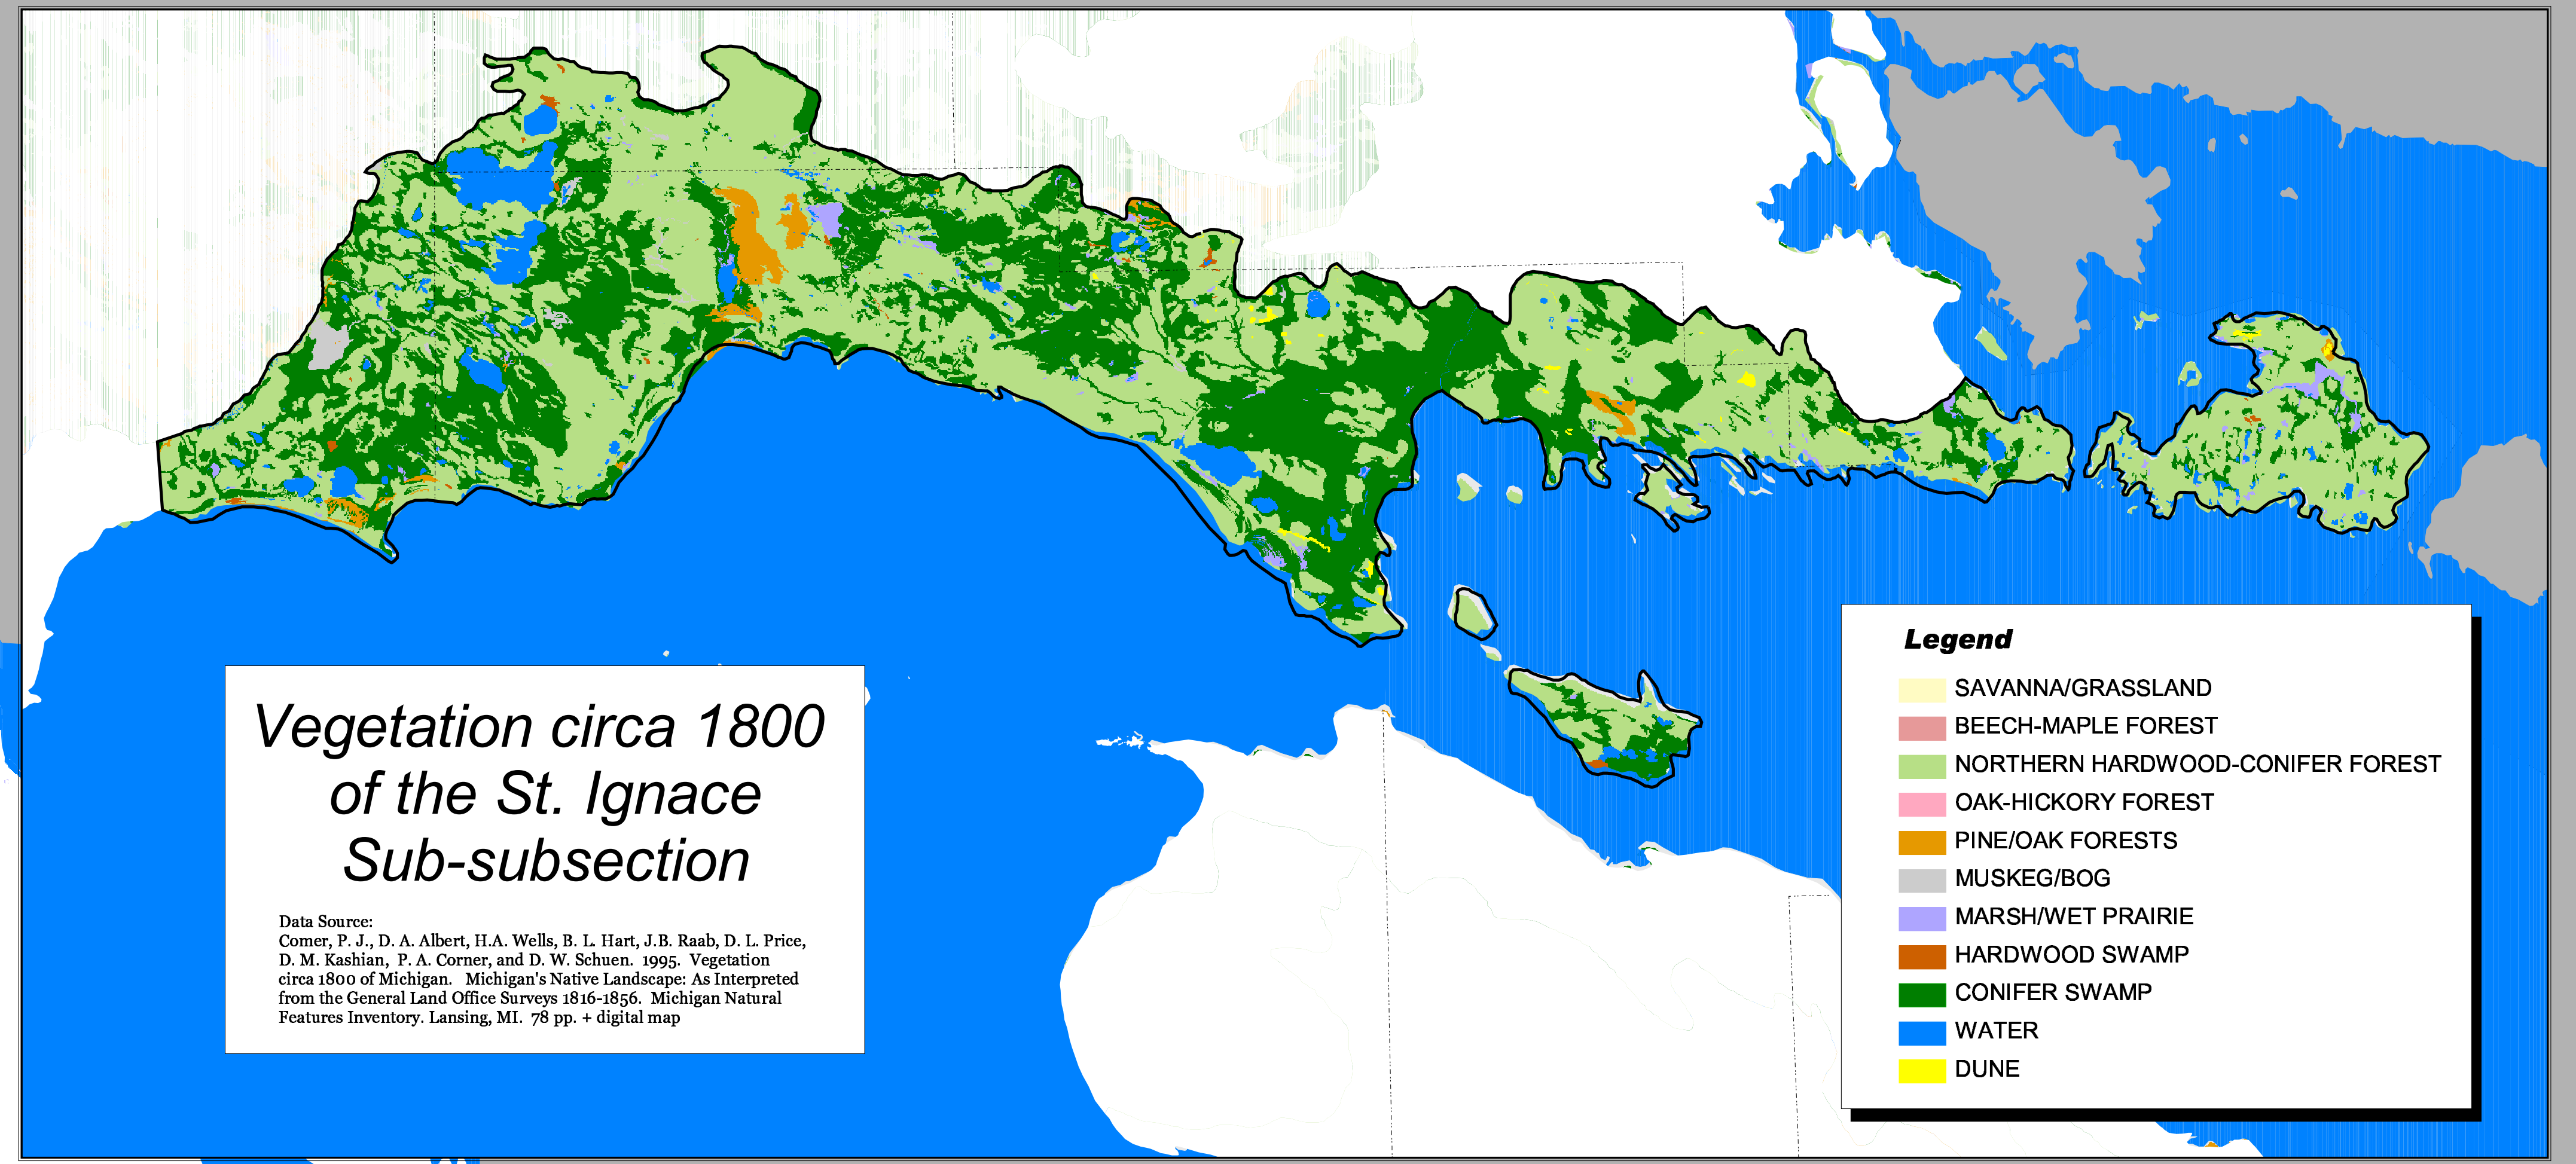 Vegetation circa 1800
of the St. Ignace
Sub-subsection
Data Source:
Comer, P. J., D. A. Albert, H.A. Wells, B. L. Hart, J.B. Raab, D. L. Price,
D. M. Kashian, P. A. Corner, and D. W. Schuen. 1995. Vegetation
circa 1800 of Michigan. Michigan's Native Landscape: As Interpreted
from the General Land Office Surveys 1816-1856. Michigan Natural
Features Inventory. Lansing, MI. 78 pp. + digital map
Legend
SAVANNA/GRASSLAND
BEECH-MAPLE FOREST
NORTHERN HARDWOOD-CONIFER FOREST
OAK-HICKORY FOREST
PINE/OAK FORESTS
MUSKEG/BOG
MARSH/WET PRAIRIE
HARDWOOD SWAMP
CONIFER SWAMP
WATER
DUNE